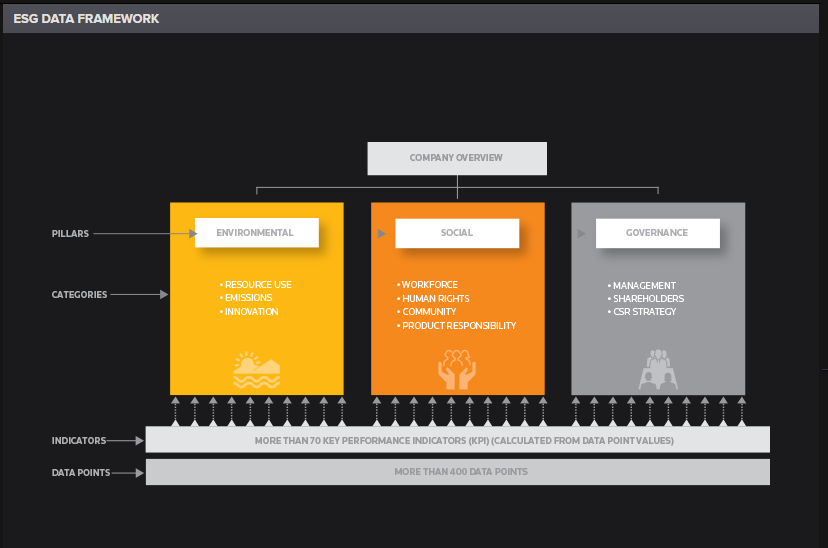 ESG DATA FRAMEWORK
COMPANY OVERVIEW
PILLARS
ENVIRONMENTAL
SOCIAL
GOVERNANCE
CATEGORIES
• RESOURCE USE
• EMISSIONS
• INNOVATION
• WORKFORCE
• HUMAN RIGHTS
• COMMUNITY
• PRODUCT RESPONSIBILITY
• MANAGEMENT
• SHAREHOLDERS
• CSR STRATEGY
INDICATORS
MORE THAN 70 KEY PERFORMANCE INDICATORS (KPI) (CALCULATED FROM DATA POINT VALUES)
DATA POINTS
MORE THAN 400 DATA POINTS